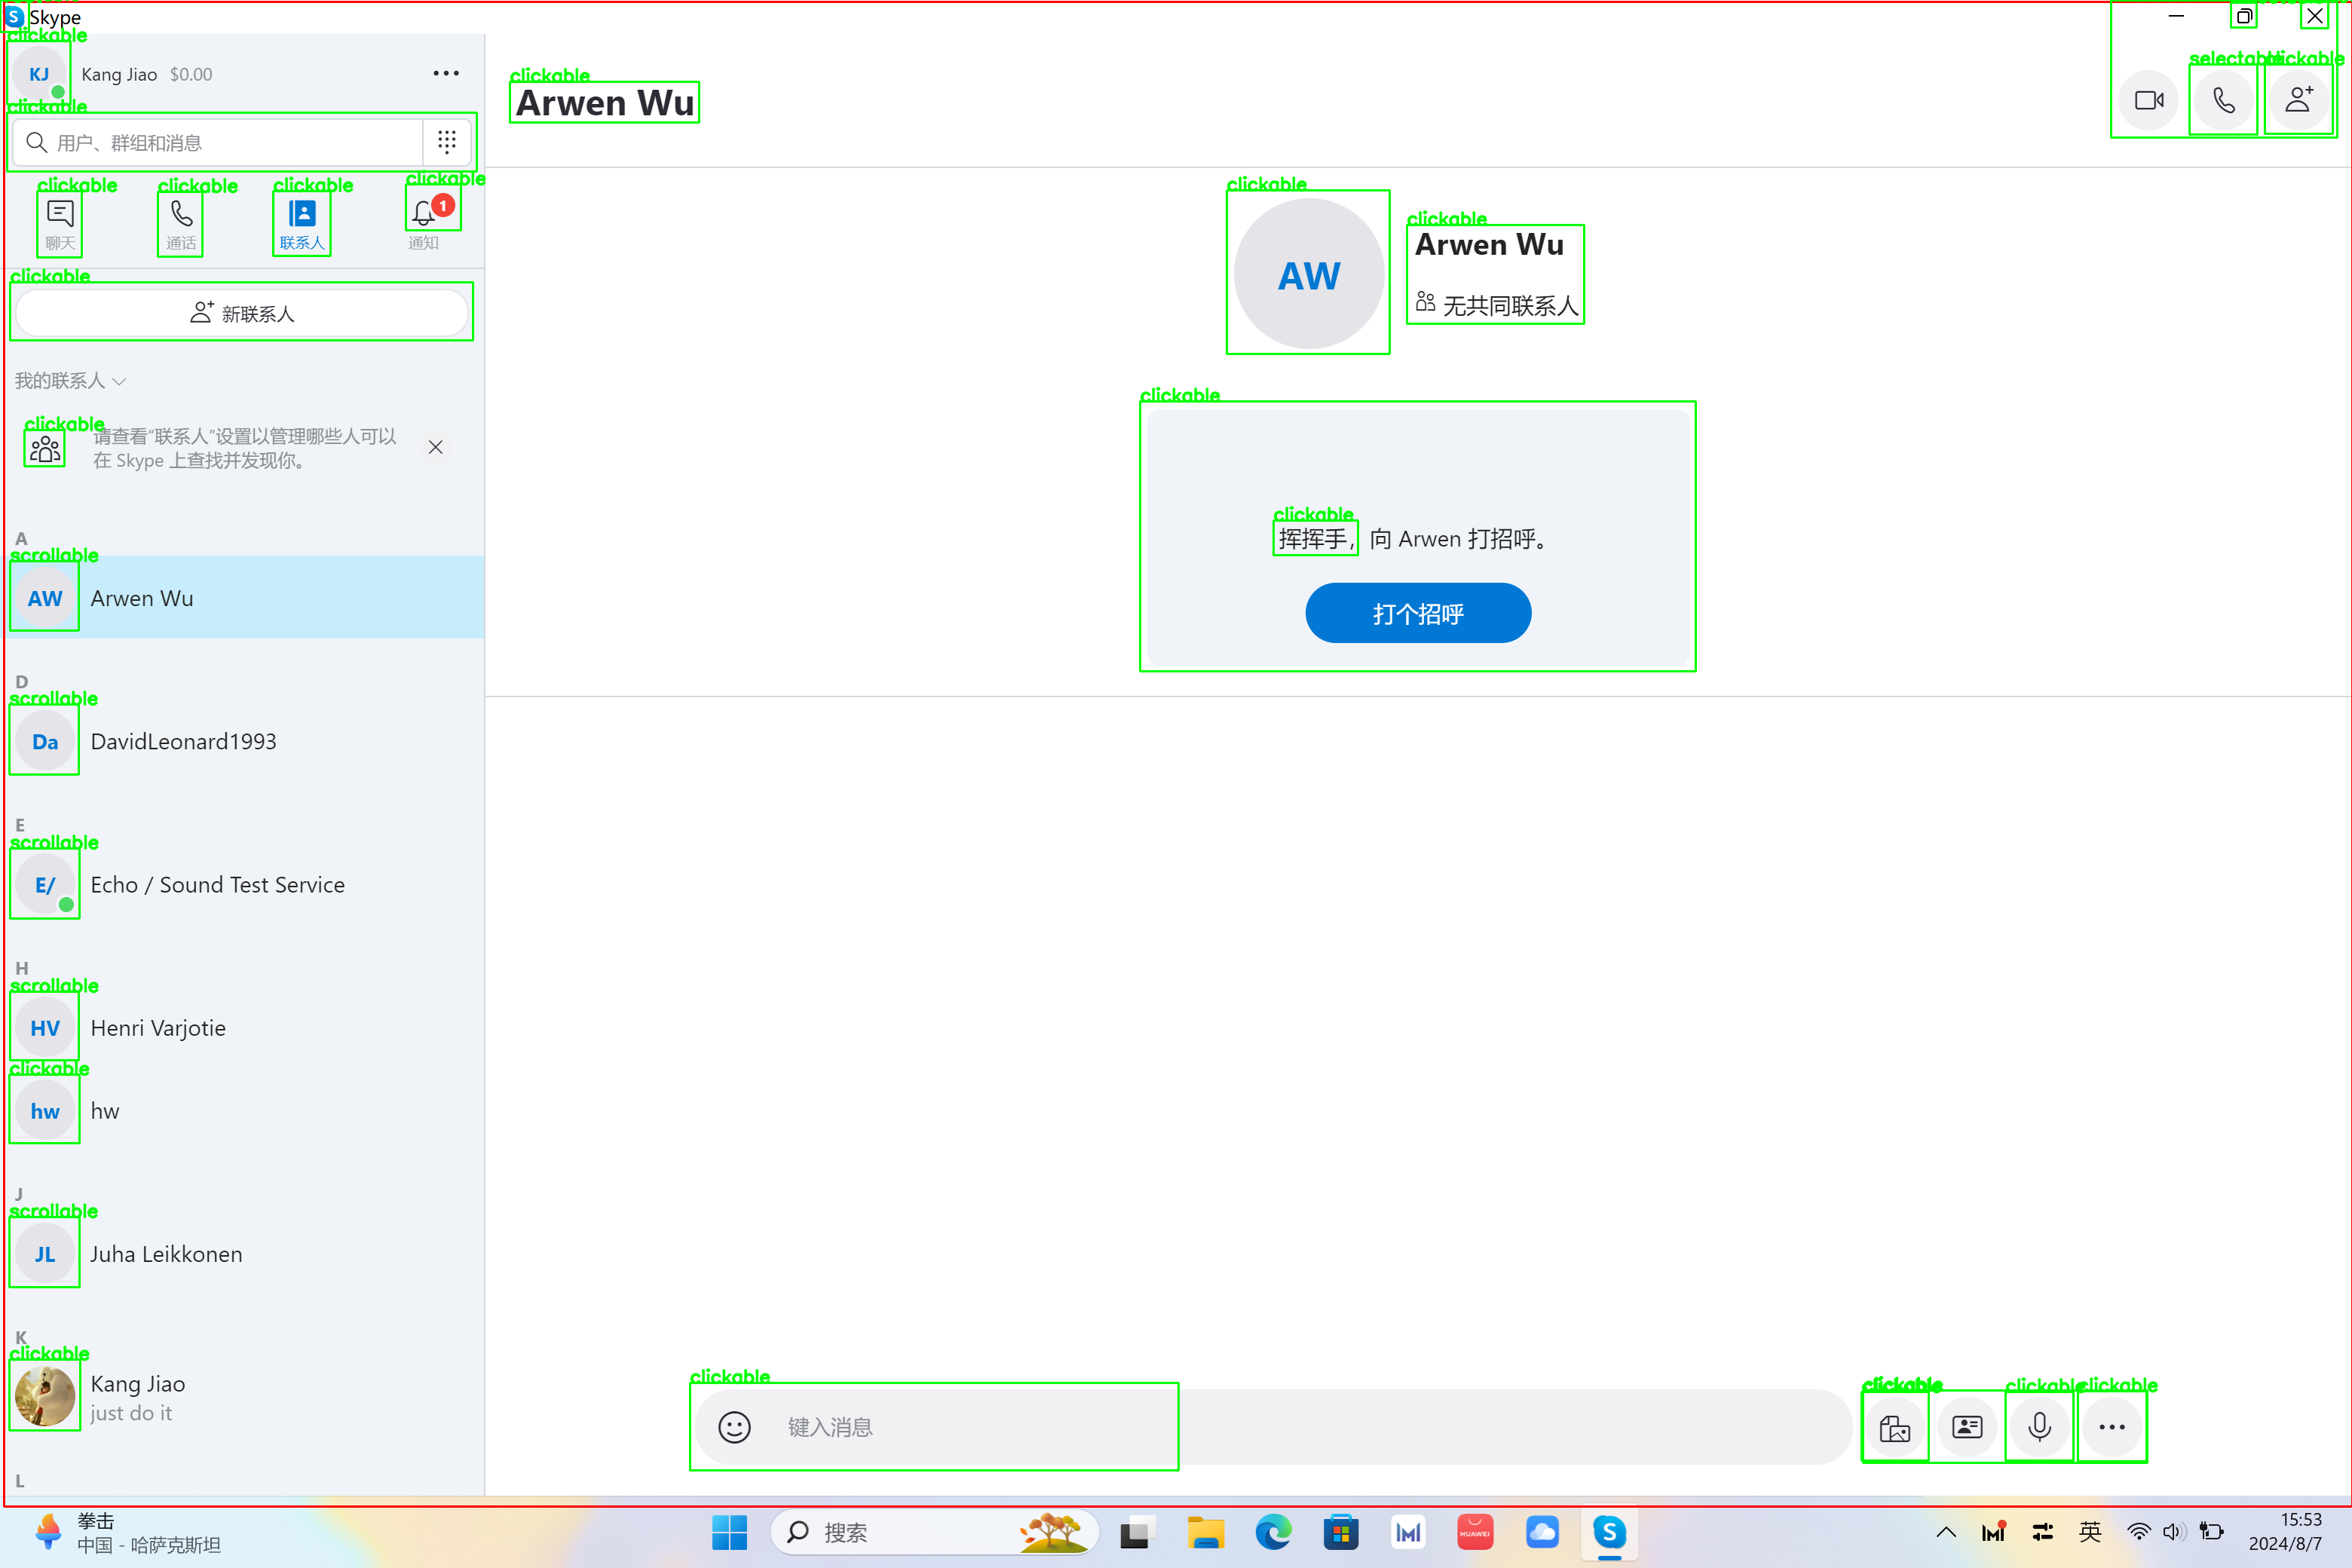 Skype
clickable
KJ
Kang Jiao $0.00
clickable
用户、群组和消息
clickable
聊天
clickable
通话
clickable
联系人
clickable
1
通知
clickable
新联系人
我的联系人
clickable
请查看“联系人”设置以管理哪些人可以
在 Skype 上查找并发现你。
A
scrollable
AW
Arwen Wu
D
scrollable
Da
DavidLeonard1993
E
scrollable
E/
Echo / Sound Test Service
H
scrollable
HV
Henri Varjotie
clickable
hw
hw
J
scrollable
JL
Juha Leikkonen
K
clickable
Kang Jiao
just do it
L
clickable
Arwen Wu
selectable
clickable
clickable
AW
clickable
Arwen Wu
无共同联系人
clickable
clickable
挥挥手，向 Arwen 打招呼。
打个招呼
clickable
键入消息
clickable
clickable
clickable
拳击
中国 - 哈萨克斯坦
搜索
HUAWEI
S
英
15:53
2024/8/7